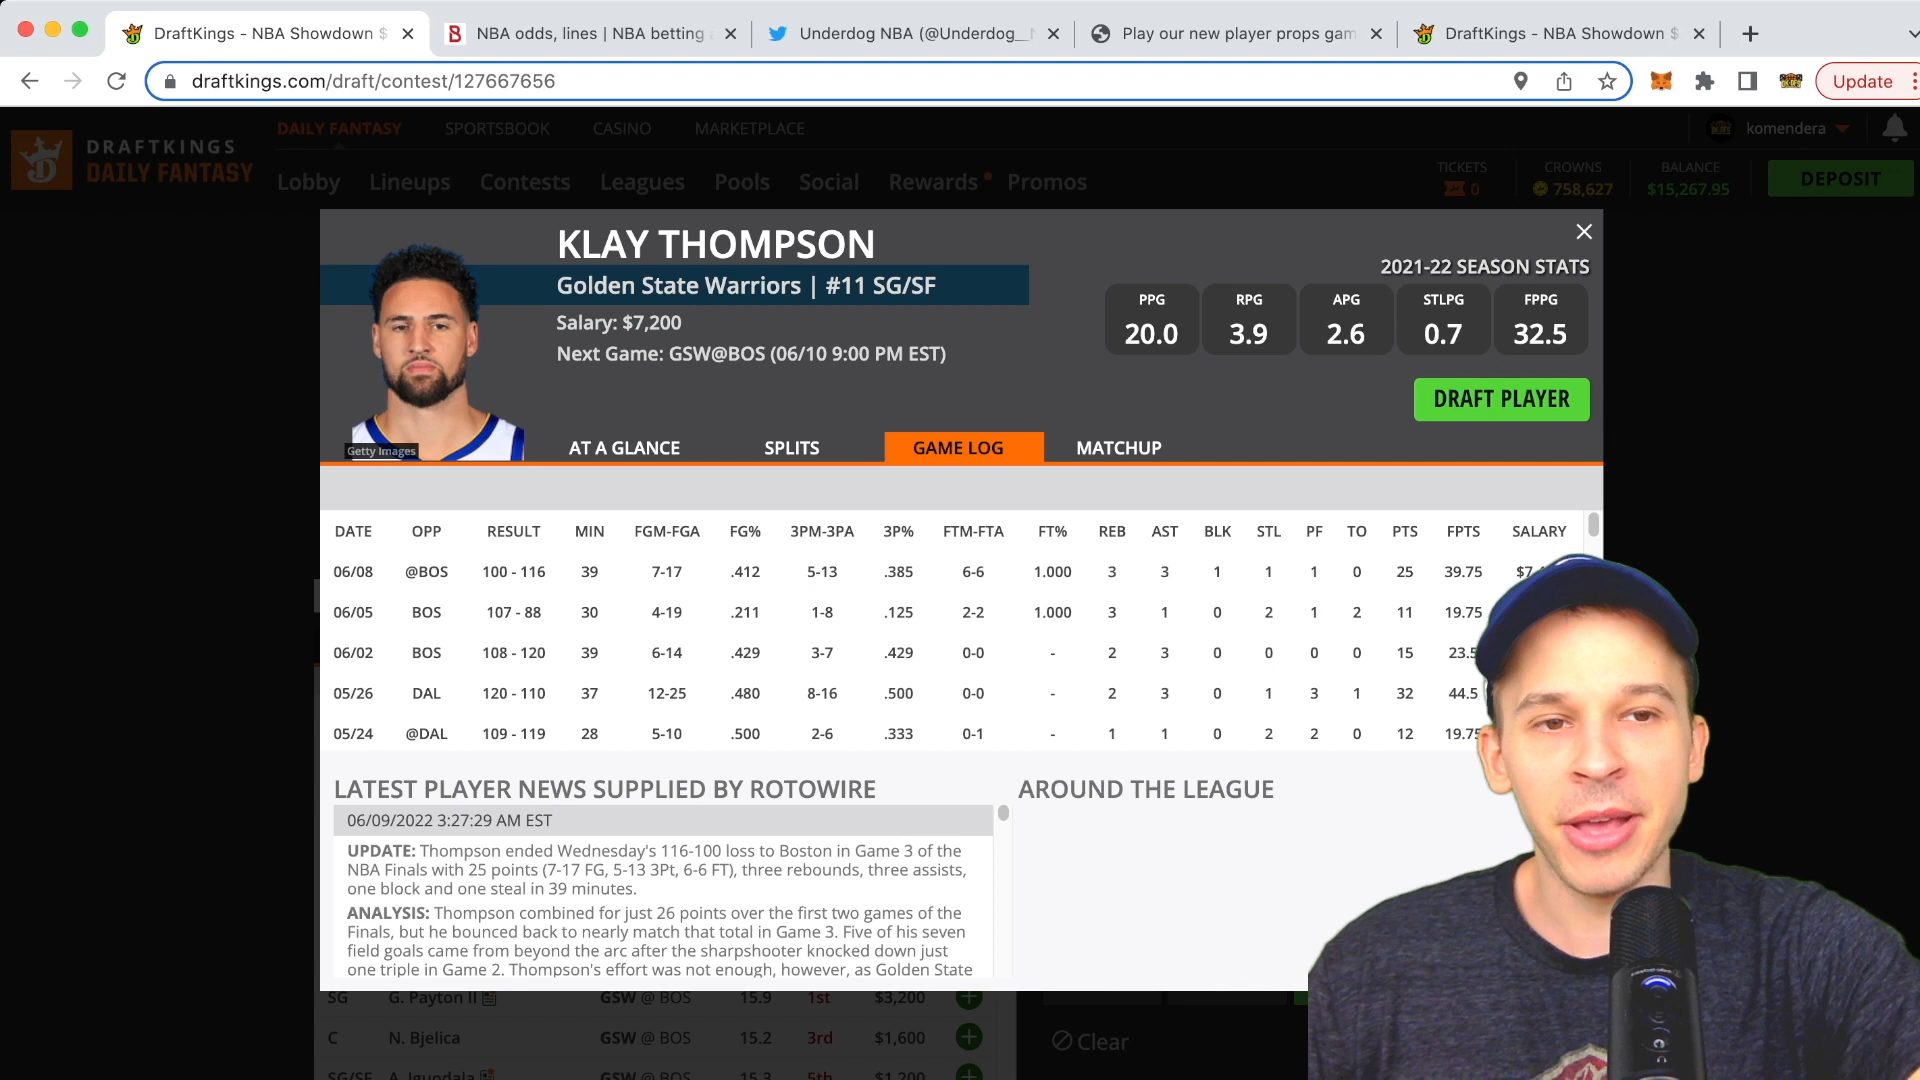 DraftKings - NBA Showdown $
NBA odds, lines | NBA betting
Underdog NBA (@Underdog__
Play our new player props gam
DraftKings - NBA Showdown $
draftkings.com/draft/contest/127667656
Update
DRAFTKINGS
DAILY FANTASY
DAILY FANTASY
SPORTSBOOK
CASINO
MARKETPLACE
komendera
Lobby
Lineups
Contests
Leagues
Pools
Social
Rewards
Promos
TICKETS
0
CROWNS
758,627
BALANCE
$15,267.95
DEPOSIT
KLAY THOMPSON
Golden State Warriors | #11 SG/SF
Salary: $7,200
Next Game: GSW@BOS (06/10 9:00 PM EST)
Getty Images
2021-22 SEASON STATS
PPG RPG APG STLPG FPPG
20.0 3.9 2.6 0.7 32.5
DRAFT PLAYER
AT A GLANCE
SPLITS
GAME LOG
MATCHUP
DATE OPP RESULT MIN FGM-FGA FG% 3PM-3PA 3P% FTM-FTA FT% REB AST BLK STL PF TO PTS FPTS SALARY
06/08 @BOS 100 - 116 39 7-17 .412 5-13 .385 6-6 1.000 3 3 1 1 1 0 25 39.75
06/05 BOS 107 - 88 30 4-19 .211 1-8 .125 2-2 1.000 3 1 0 2 1 2 11 19.75
06/02 BOS 108 - 120 39 6-14 .429 3-7 .429 0-0 - 2 3 0 0 0 0 15 23.5
05/26 DAL 120 - 110 37 12-25 .480 8-16 .500 0-0 - 2 3 0 1 3 1 32 44.5
05/24 @DAL 109 - 119 28 5-10 .500 2-6 .333 0-1 - 1 1 0 2 2 0 12 19.75
LATEST PLAYER NEWS SUPPLIED BY ROTOWIRE
06/09/2022 3:27:29 AM EST
UPDATE: Thompson ended Wednesday's 116-100 loss to Boston in Game 3 of the
NBA Finals with 25 points (7-17 FG, 5-13 3Pt, 6-6 FT), three rebounds, three assists,
one block and one steal in 39 minutes.
ANALYSIS: Thompson combined for just 26 points over the first two games of the
Finals, but he bounced back to nearly match that total in Game 3. Five of his seven
field goals came from beyond the arc after the sharpshooter knocked down just
one triple in Game 2. Thompson's effort was not enough, however, as Golden State
AROUND THE LEAGUE
SG G. Payton II GSW @ BOS 15.9 1st $3,200
C N. Bjelica GSW @ BOS 15.2 3rd $1,600
SG/SF A. Iguodala GSW @ BOS 15.3 5th $1,200
Clear